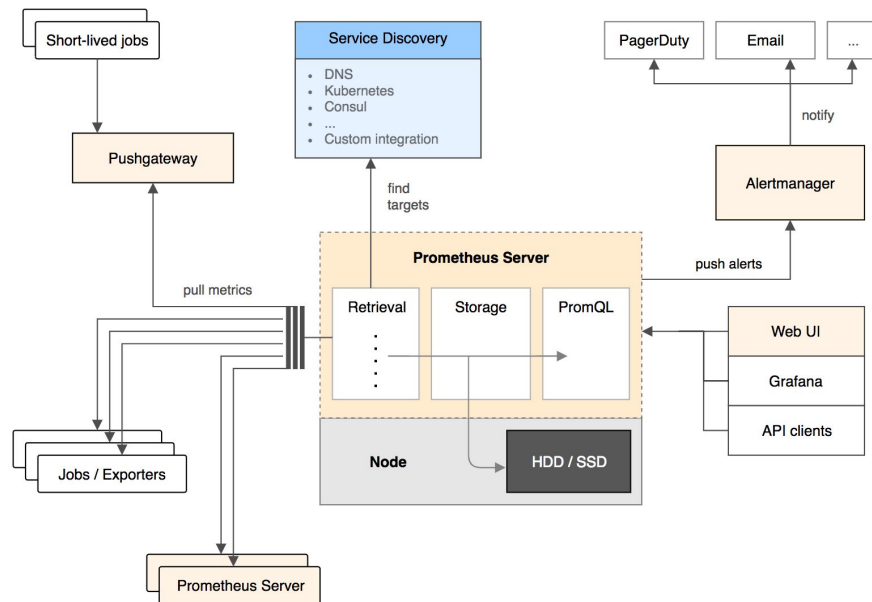 Short-lived jobs
Service Discovery
DNS
Kubernetes
Consul
...
Custom integration
PagerDuty
Email
...
notify
Pushgateway
Alertmanager
find
targets
Prometheus Server
push alerts
pull metrics
Retrieval
Storage
PromQL
Web UI
Grafana
API clients
Jobs / Exporters
Node
HDD / SSD
Prometheus Server